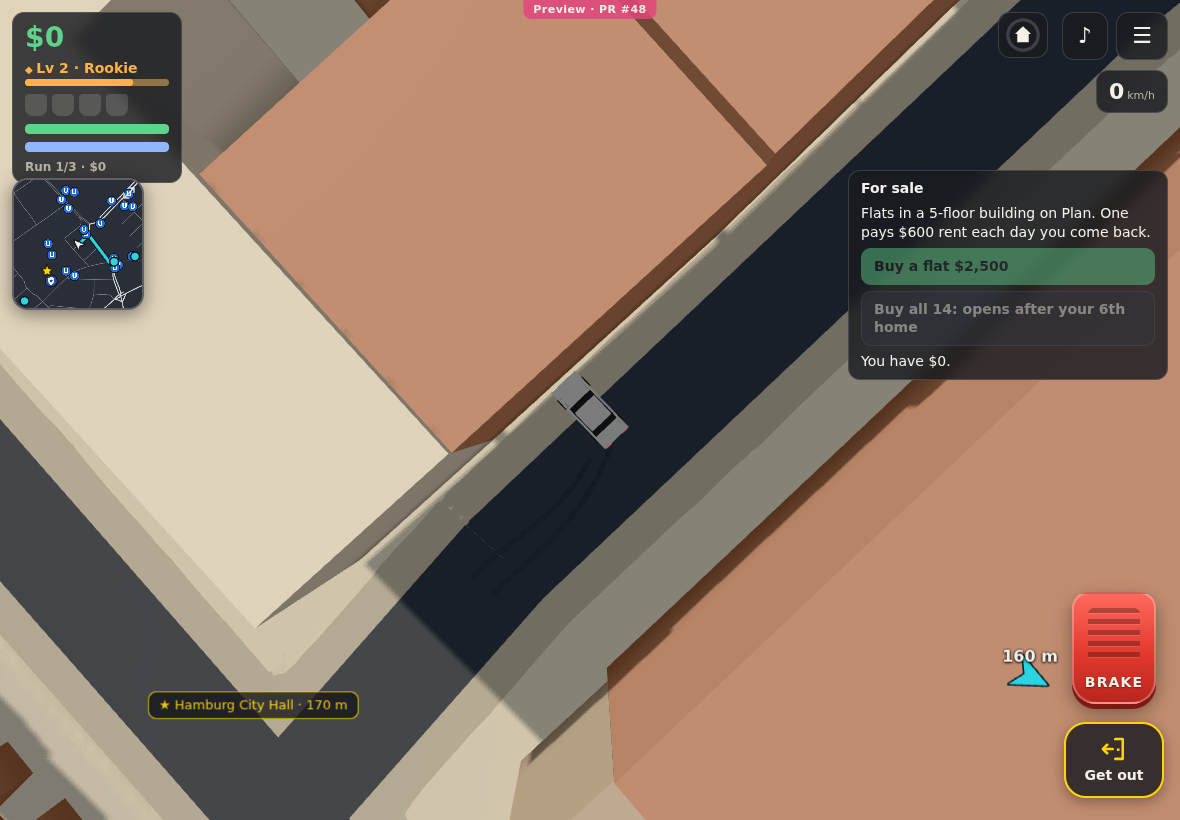 Preview · PR #48
$0
Lv 2 · Rookie
Run 1/3 · $0
0 km/h
For sale
Flats in a 5-floor building on Plan. One
pays $600 rent each day you come back.
Buy a flat $2,500
Buy all 14: opens after your 6th
home
You have $0.
160 m
BRAKE
★ Hamburg City Hall · 170 m
Get out